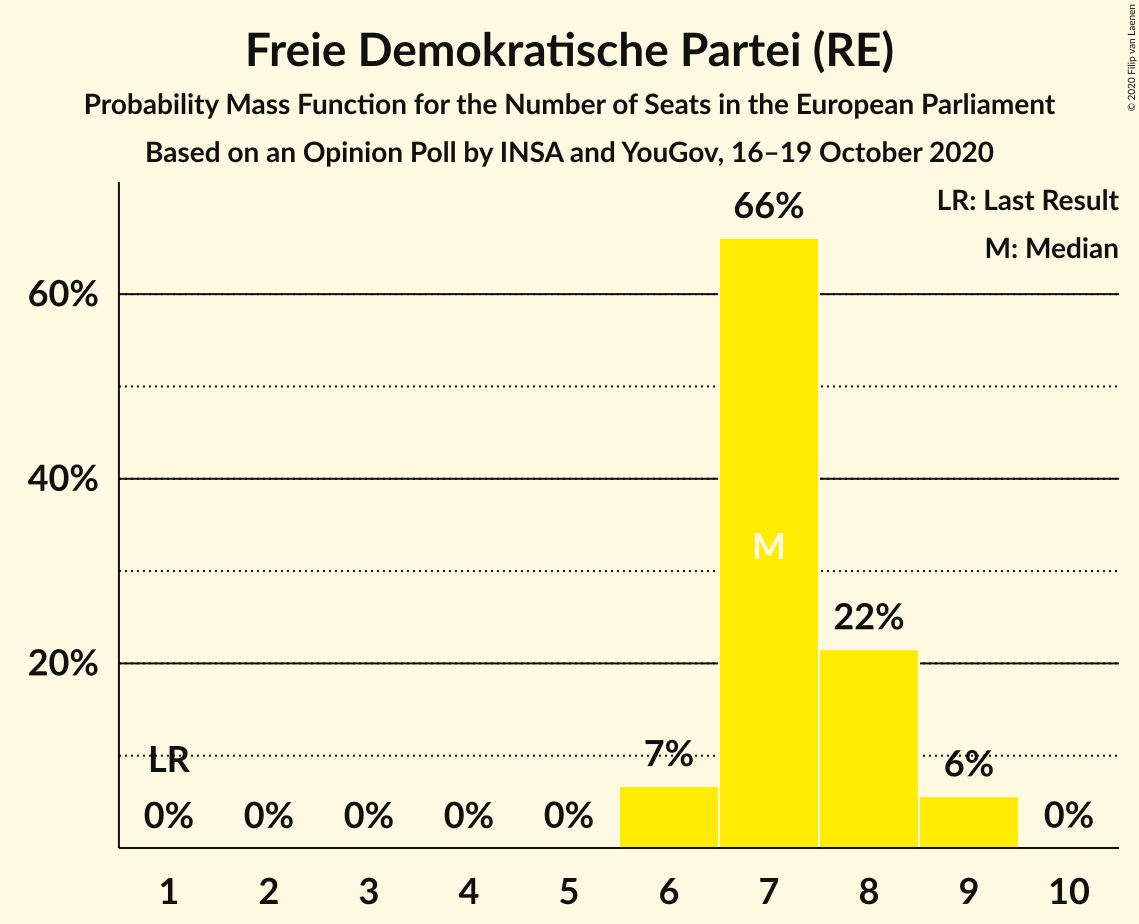 Freie Demokratische Partei (RE)
Probability Mass Function for the Number of Seats in the European Parliament
Based on an Opinion Poll by INSA and YouGov, 16–19 October 2020
© 2020 Filip van Laenen
LR: Last Result
M: Median
66%
60%
40%
M
22%
20%
LR
7%
6%
0% 0% 0% 0% 0% 0%
1 2 3 4 5 6 7 8 9 10